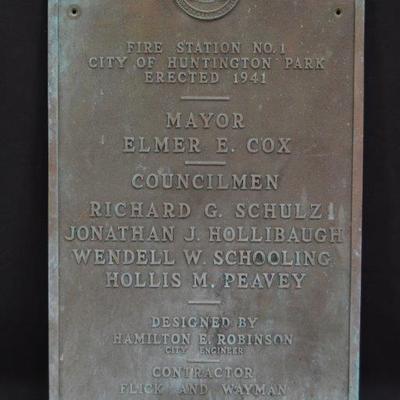 FIRE STATION NO. 1
CITY OF HUNTINGTON PARK
ERECTED 1941
MAYOR
ELMER E. COX
COUNCILMEN
RICHARD G. SCHULZ
JONATHAN J. HOLLIBAUGH
WENDELL W. SCHOOLING
HOLLIS M. PEAVEY
DESIGNED BY
HAMILTON E. ROBINSON
CITY ENGINEER
CONTRACTOR
FLICK AND WAYMAN